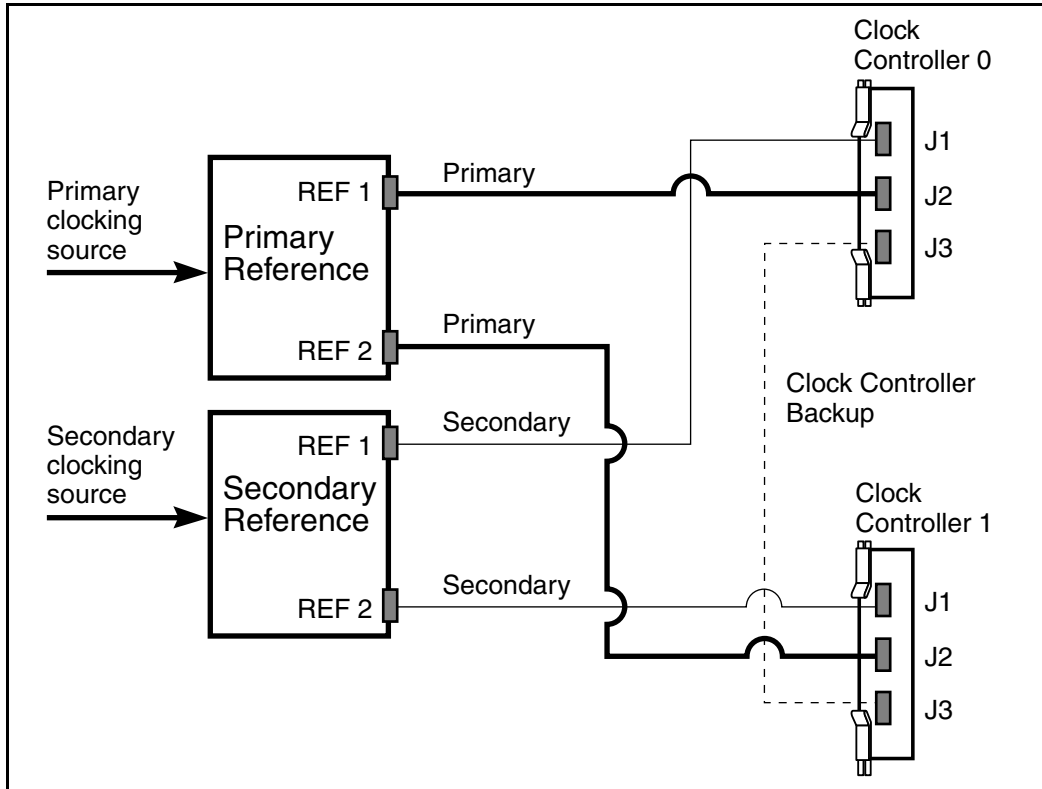 Clock
Controller 0
J1
J2
J3
Primary
clocking
source
REF 1
Primary
Reference
REF 2
Primary
Primary
Clock Controller
Backup
Secondary
clocking
source
REF 1
Secondary
Reference
REF 2
Secondary
Secondary
Clock
Controller 1
J1
J2
J3